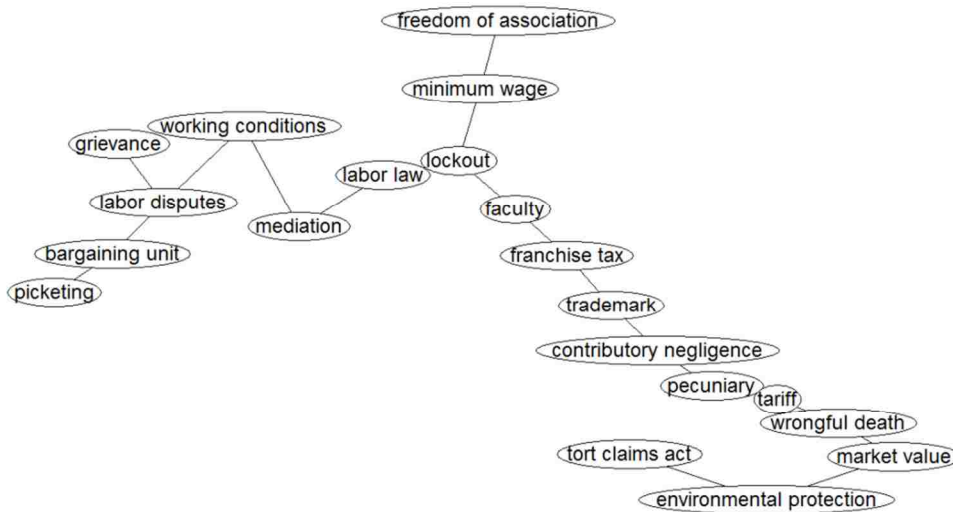 freedom of association
minimum wage
working conditions
grievance
lockout
labor law
labor disputes
faculty
mediation
bargaining unit
franchise tax
picketing
trademark
contributory negligence
pecuniary
tariff
wrongful death
tort claims act
market value
environmental protection